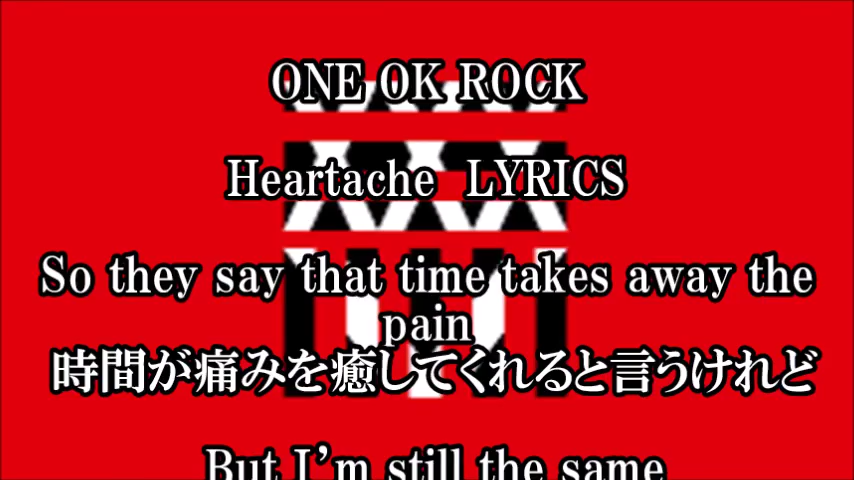 ONE OK ROCK
Heartache LYRICS
So they say that time takes away the
pain
時間が痛みを癒してくれると言うけれど
But I’m still the same